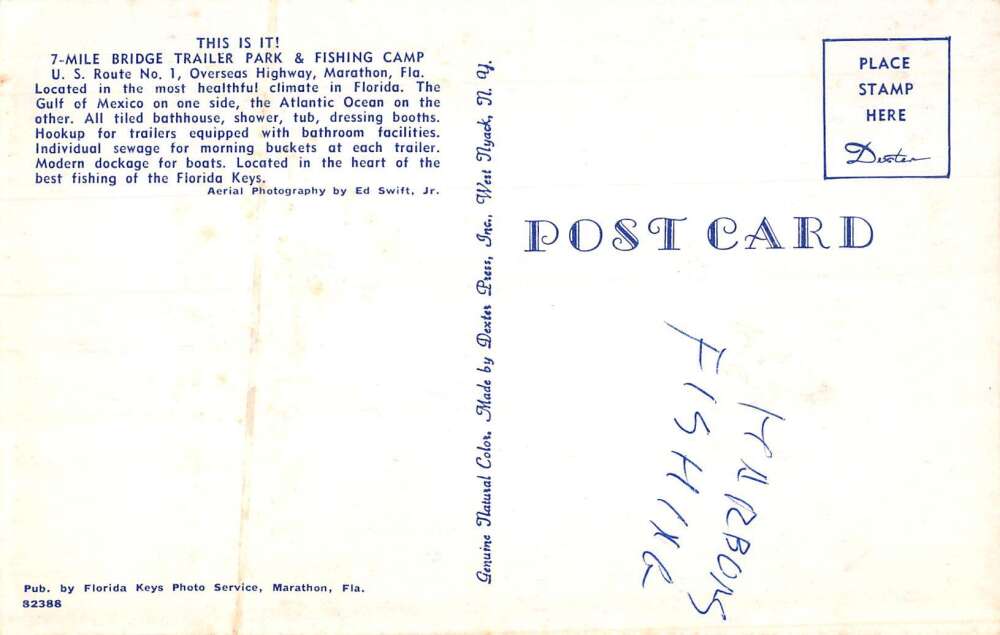 THIS IS IT!
7-MILE BRIDGE TRAILER PARK & FISHING CAMP
U. S. Route No. 1, Overseas Highway, Marathon, Fla.
Located in the most healthful climate in Florida. The
Gulf of Mexico on one side, the Atlantic Ocean on the
other. All tiled bathhouse, shower, tub, dressing booths.
Hookup for trailers equipped with bathroom facilities.
Individual sewage for morning buckets at each trailer.
Modern dockage for boats. Located in the heart of the
best fishing of the Florida Keys.
Aerial Photography by Ed Swift, Jr.
Pub. by Florida Keys Photo Service, Marathon, Fla.
82388
Genuine Natural Color. Made by Dexter Press, Inc., West Nyack, N. Y.
PLACE
STAMP
HERE
Dexter
POST CARD
HARBORS
FISHING